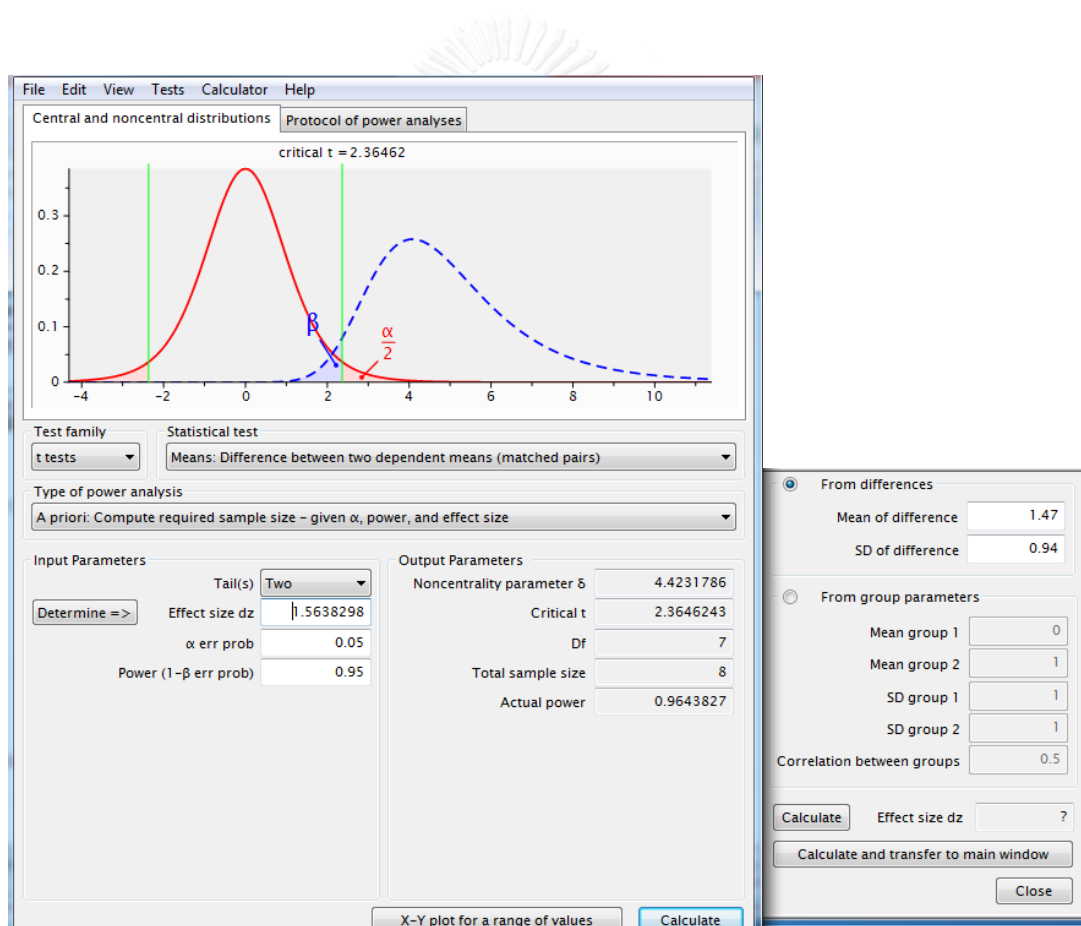 File Edit View Tests Calculator Help
Central and noncentral distributions Protocol of power analyses
critical t = 2.36462
0.3
0.2
0.1
0
β
α
2
-4 -2 0 2 4 6 8 10
Test family Statistical test
t tests Means: Difference between two dependent means (matched pairs)
Type of power analysis
A priori: Compute required sample size - given α, power, and effect size
Input Parameters
Tail(s) Two
Determine => Effect size dz 1.5638298
α err prob 0.05
Power (1-β err prob) 0.95
Output Parameters
Noncentrality parameter δ 4.4231786
Critical t 2.3646243
Df 7
Total sample size 8
Actual power 0.9643827
X-Y plot for a range of values Calculate
From differences
Mean of difference 1.47
SD of difference 0.94
From group parameters
Mean group 1 0
Mean group 2 1
SD group 1 1
SD group 2 1
Correlation between groups 0.5
Calculate Effect size dz ?
Calculate and transfer to main window
Close